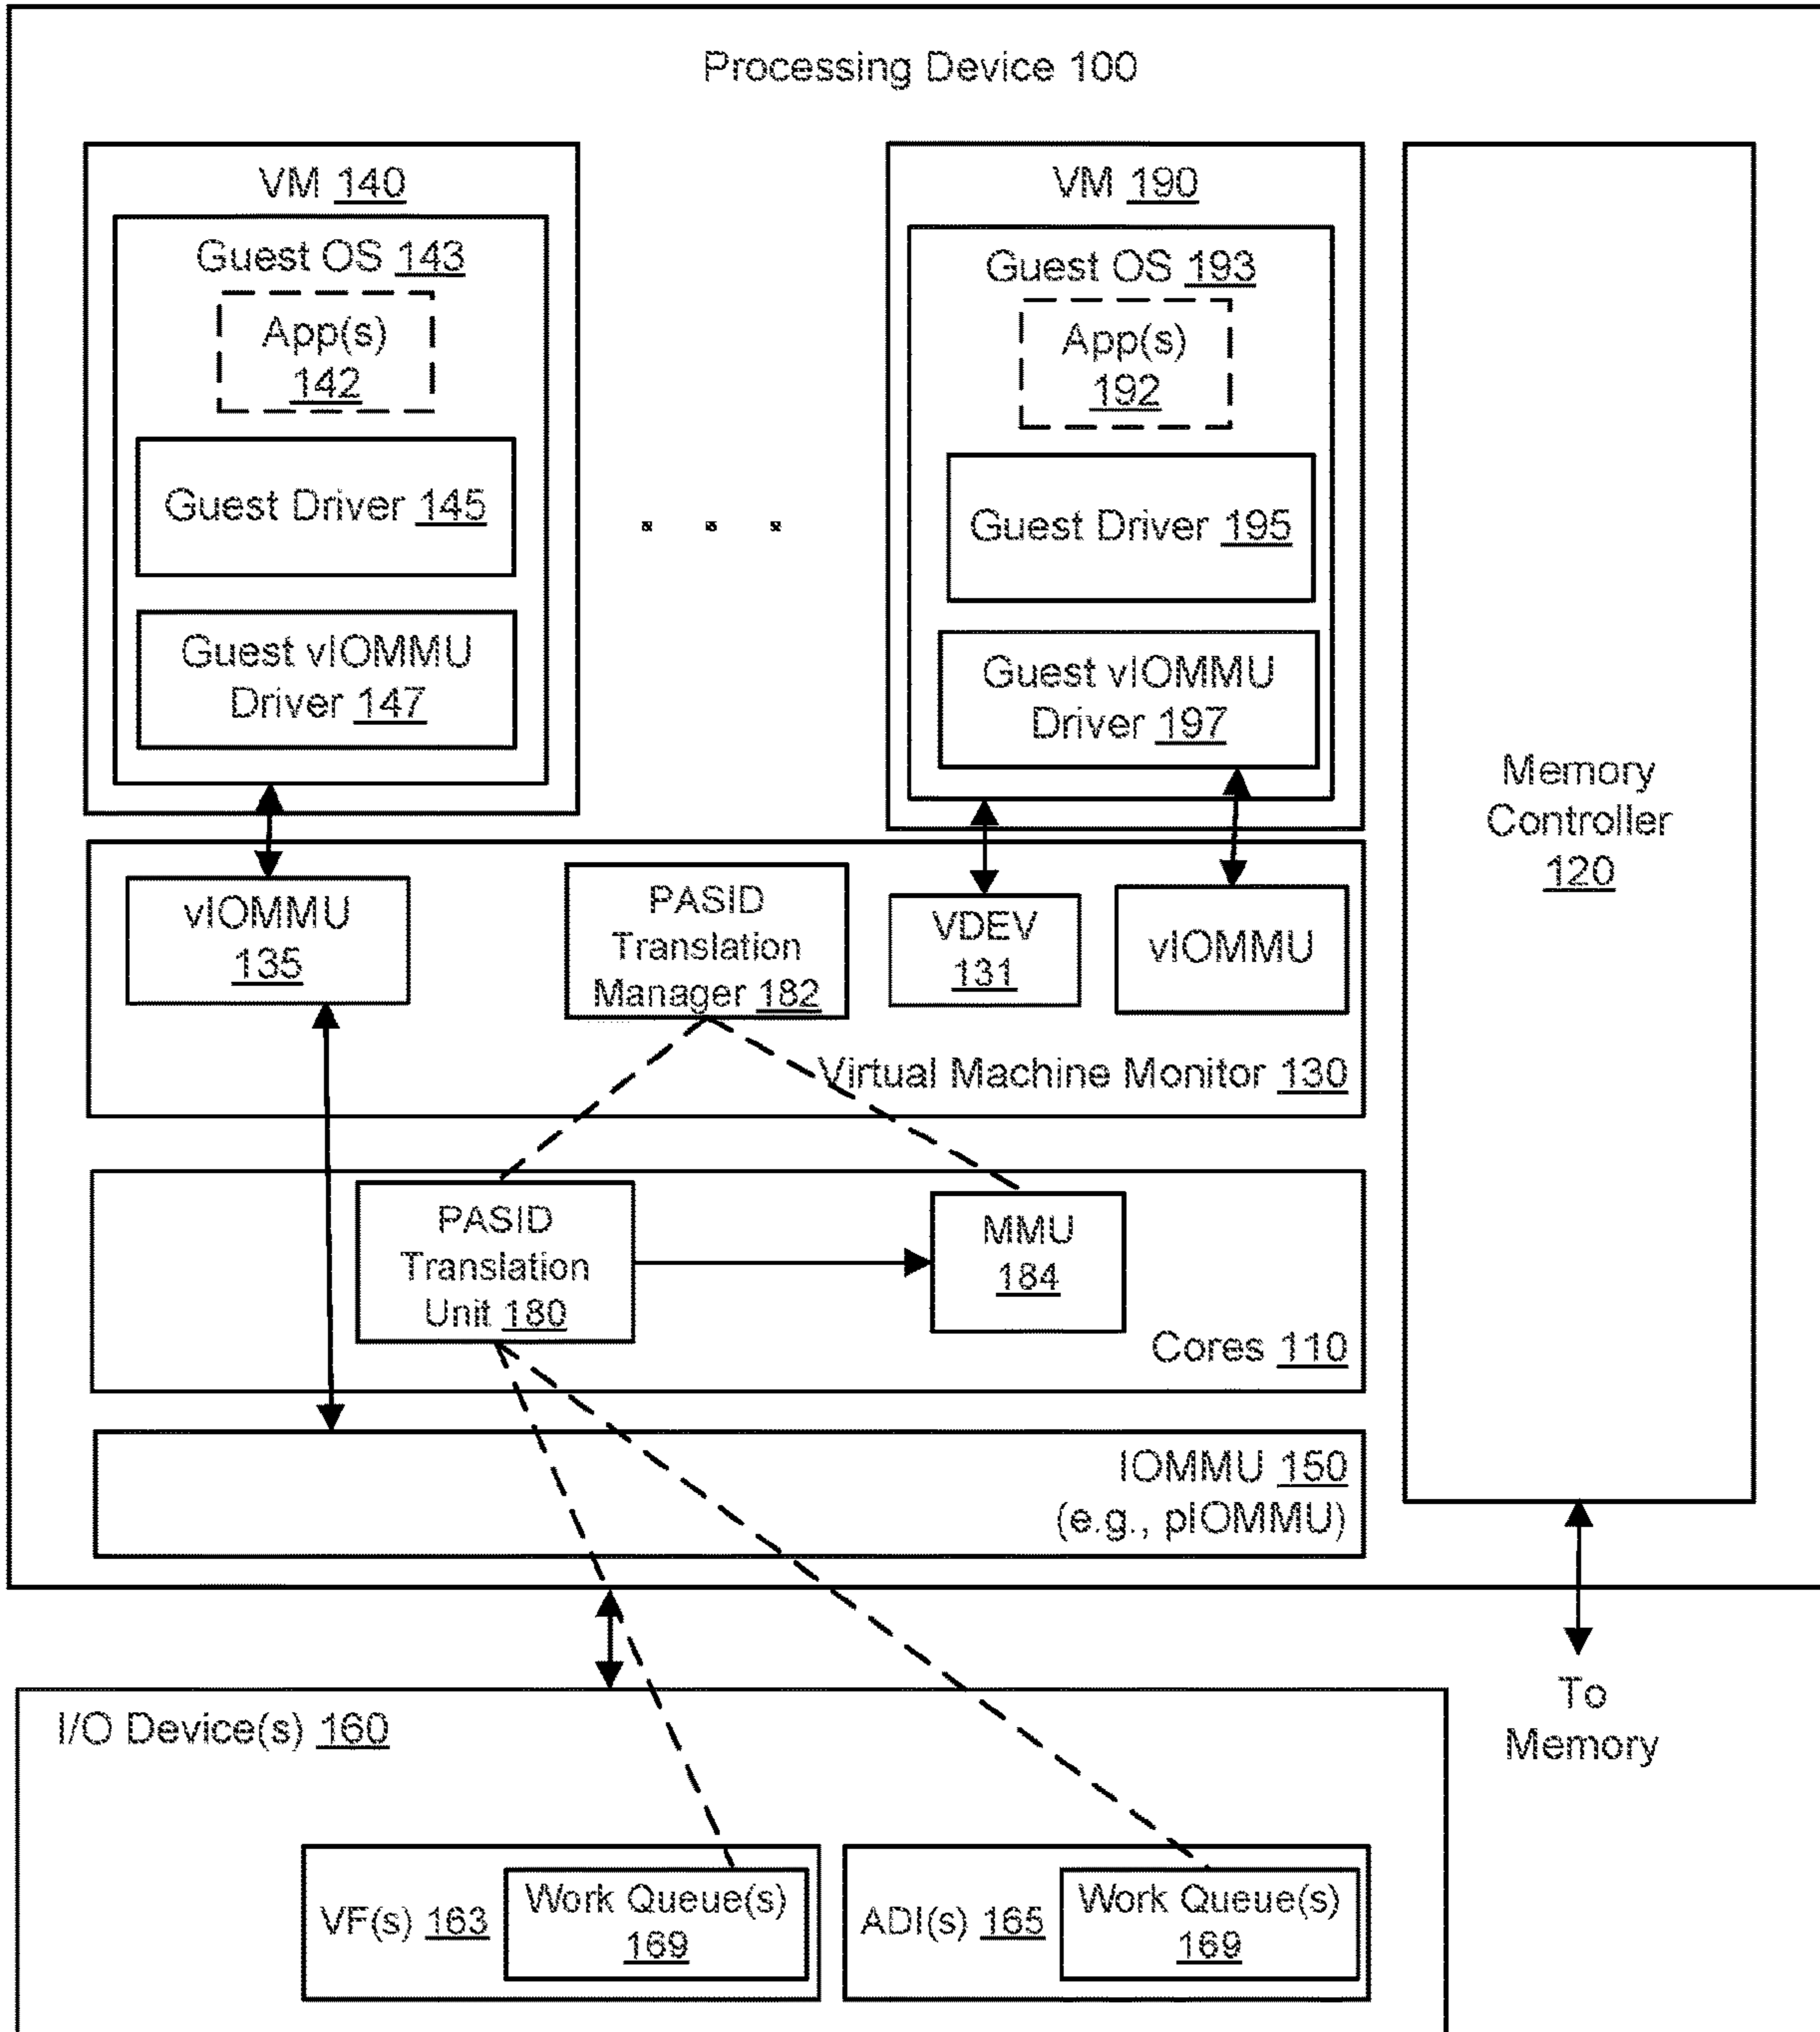 Processing Device 100
VM 140
Guest OS 143
App(s)
142
Guest Driver 145
Guest vIOMMU
Driver 147
. . .
VM 190
Guest OS 193
App(s)
192
Guest Driver 195
Guest vIOMMU
Driver 197
Memory
Controller
120
vIOMMU
135
PASID
Translation
Manager 182
VDEV
131
vIOMMU
Virtual Machine Monitor 130
PASID
Translation
Unit 180
MMU
184
Cores 110
IOMMU 150
(e.g., pIOMMU)
To
Memory
I/O Device(s) 160
VF(s) 163
Work Queue(s)
169
ADI(s) 165
Work Queue(s)
169